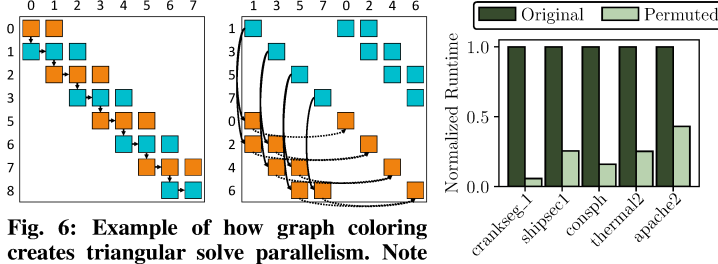 0 1 2 3 4 5 6 7
0
1
2
3
5
6
7
8
1 3 5 7 0 2 4 6
1
3
5
7
0
2
4
6
Fig. 6: Example of how graph coloring
creates triangular solve parallelism. Note
Original Permuted
Normalized Runtime
1.0
0.5
0.0
crankseg_1
shipsec1
consph
thermal2
apache2